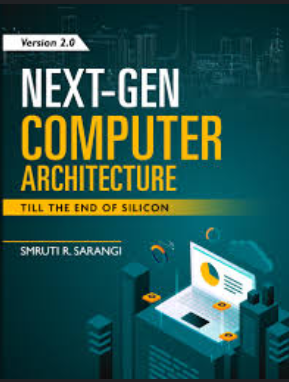 Version 2.0
NEXT-GEN
COMPUTER
ARCHITECTURE
TILL THE END OF SILICON
SMRUTI R. SARANGI